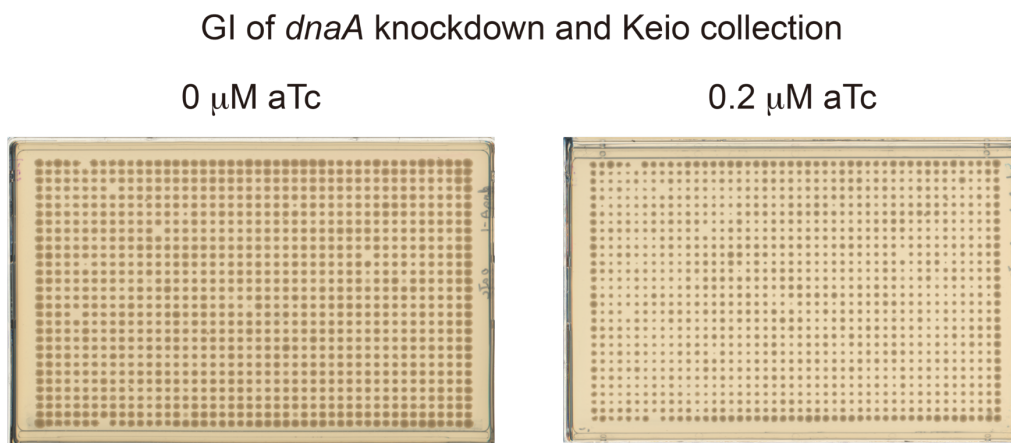 GI of dnaA knockdown and Keio collection
0 μM aTc
0.2 μM aTc